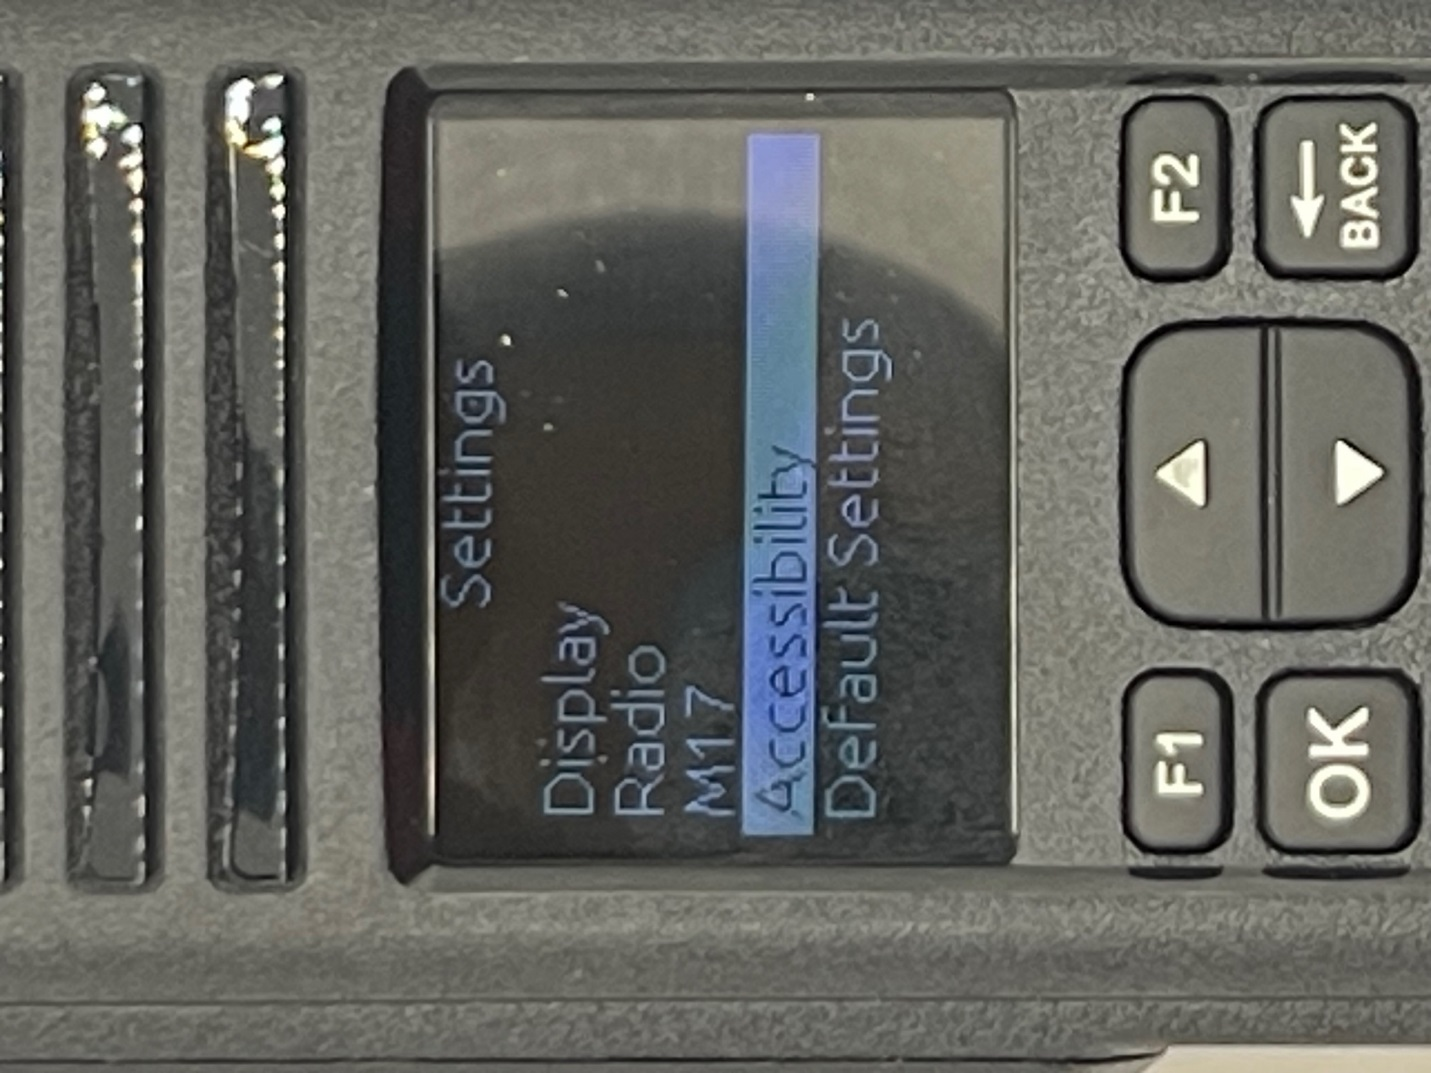 Settings
Display
Radio
M17
Accessibility
Default Settings
F1
F2
OK
BACK